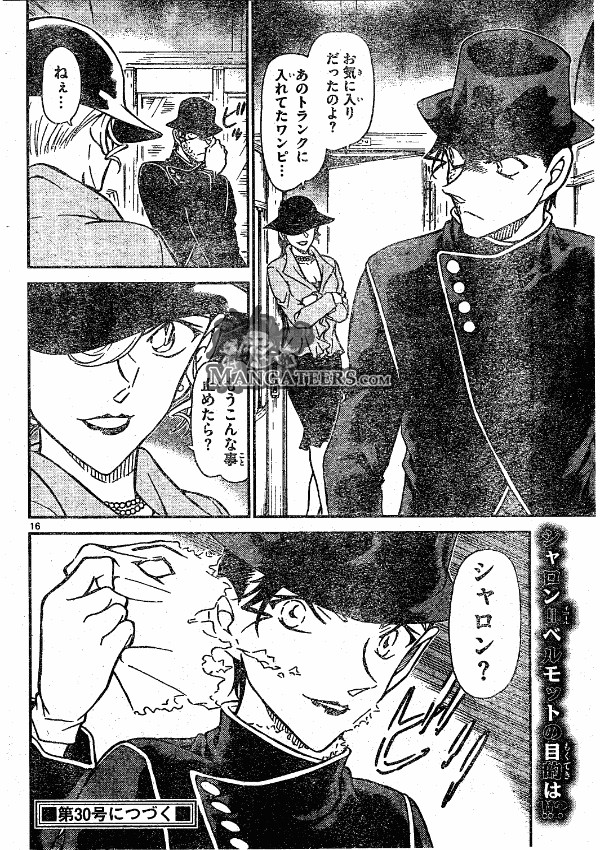 お気に入り
だったのよ？
あのトランクに
入れてたワンピ…
ねぇ…
うこんな事
止めたら？
MANGATEERS.COM
16
シャロン？
ビビビ
シャロン＝ベルモットの目的は
第30号につづく